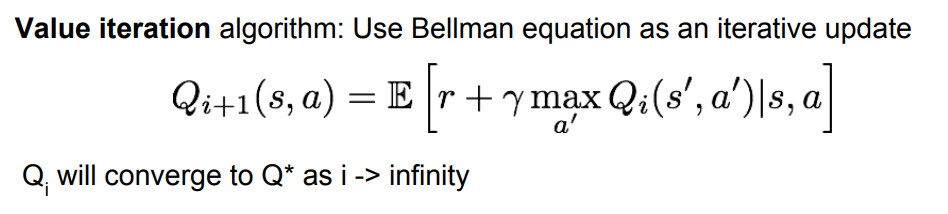 Value iteration algorithm: Use Bellman equation as an iterative update
Q_{i+1}(s, a) = 𝔼 [r + γ max_{a'} Q_i(s', a')|s, a]
Q_i will converge to Q* as i -> infinity